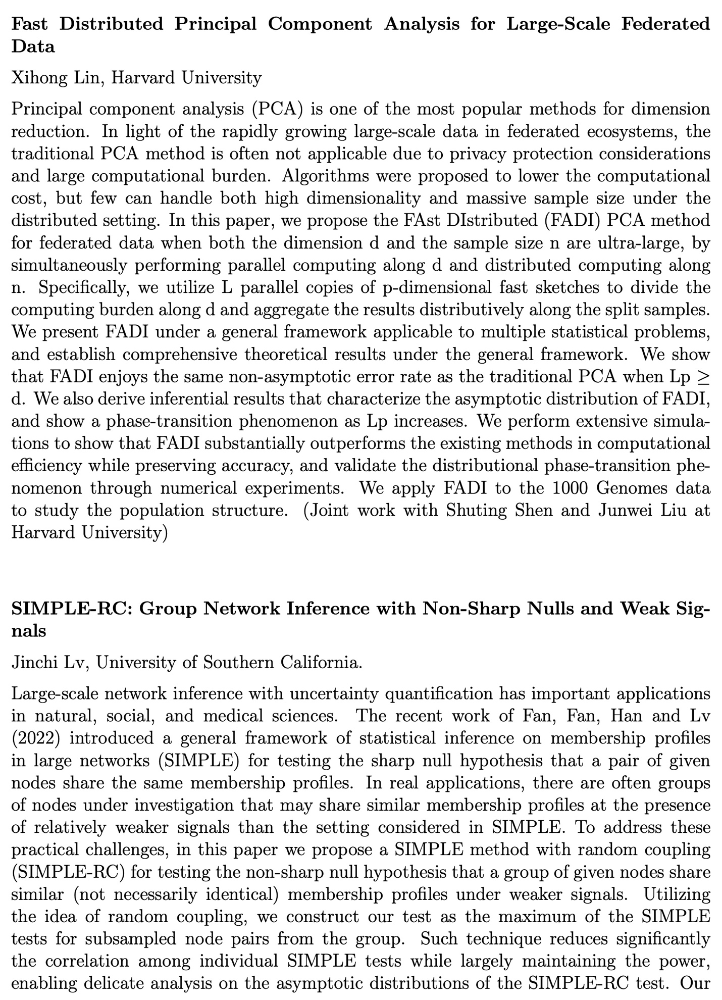 Fast Distributed Principal Component Analysis for Large-Scale Federated
Data
Xihong Lin, Harvard University
Principal component analysis (PCA) is one of the most popular methods for dimension
reduction. In light of the rapidly growing large-scale data in federated ecosystems, the
traditional PCA method is often not applicable due to privacy protection considerations
and large computational burden. Algorithms were proposed to lower the computational
cost, but few can handle both high dimensionality and massive sample size under the
distributed setting. In this paper, we propose the FAst DIstributed (FADI) PCA method
for federated data when both the dimension d and the sample size n are ultra-large, by
simultaneously performing parallel computing along d and distributed computing along
n. Specifically, we utilize L parallel copies of p-dimensional fast sketches to divide the
computing burden along d and aggregate the results distributively along the split samples.
We present FADI under a general framework applicable to multiple statistical problems,
and establish comprehensive theoretical results under the general framework. We show
that FADI enjoys the same non-asymptotic error rate as the traditional PCA when Lp ≥
d. We also derive inferential results that characterize the asymptotic distribution of FADI,
and show a phase-transition phenomenon as Lp increases. We perform extensive simula-
tions to show that FADI substantially outperforms the existing methods in computational
efficiency while preserving accuracy, and validate the distributional phase-transition phe-
nomenon through numerical experiments. We apply FADI to the 1000 Genomes data
to study the population structure. (Joint work with Shuting Shen and Junwei Liu at
Harvard University)
SIMPLE-RC: Group Network Inference with Non-Sharp Nulls and Weak Sig-
nals
Jinchi Lv, University of Southern California.
Large-scale network inference with uncertainty quantification has important applications
in natural, social, and medical sciences. The recent work of Fan, Fan, Han and Lv
(2022) introduced a general framework of statistical inference on membership profiles
in large networks (SIMPLE) for testing the sharp null hypothesis that a pair of given
nodes share the same membership profiles. In real applications, there are often groups
of nodes under investigation that may share similar membership profiles at the presence
of relatively weaker signals than the setting considered in SIMPLE. To address these
practical challenges, in this paper we propose a SIMPLE method with random coupling
(SIMPLE-RC) for testing the non-sharp null hypothesis that a group of given nodes share
similar (not necessarily identical) membership profiles under weaker signals. Utilizing
the idea of random coupling, we construct our test as the maximum of the SIMPLE
tests for subsampled node pairs from the group. Such technique reduces significantly
the correlation among individual SIMPLE tests while largely maintaining the power,
enabling delicate analysis on the asymptotic distributions of the SIMPLE-RC test. Our